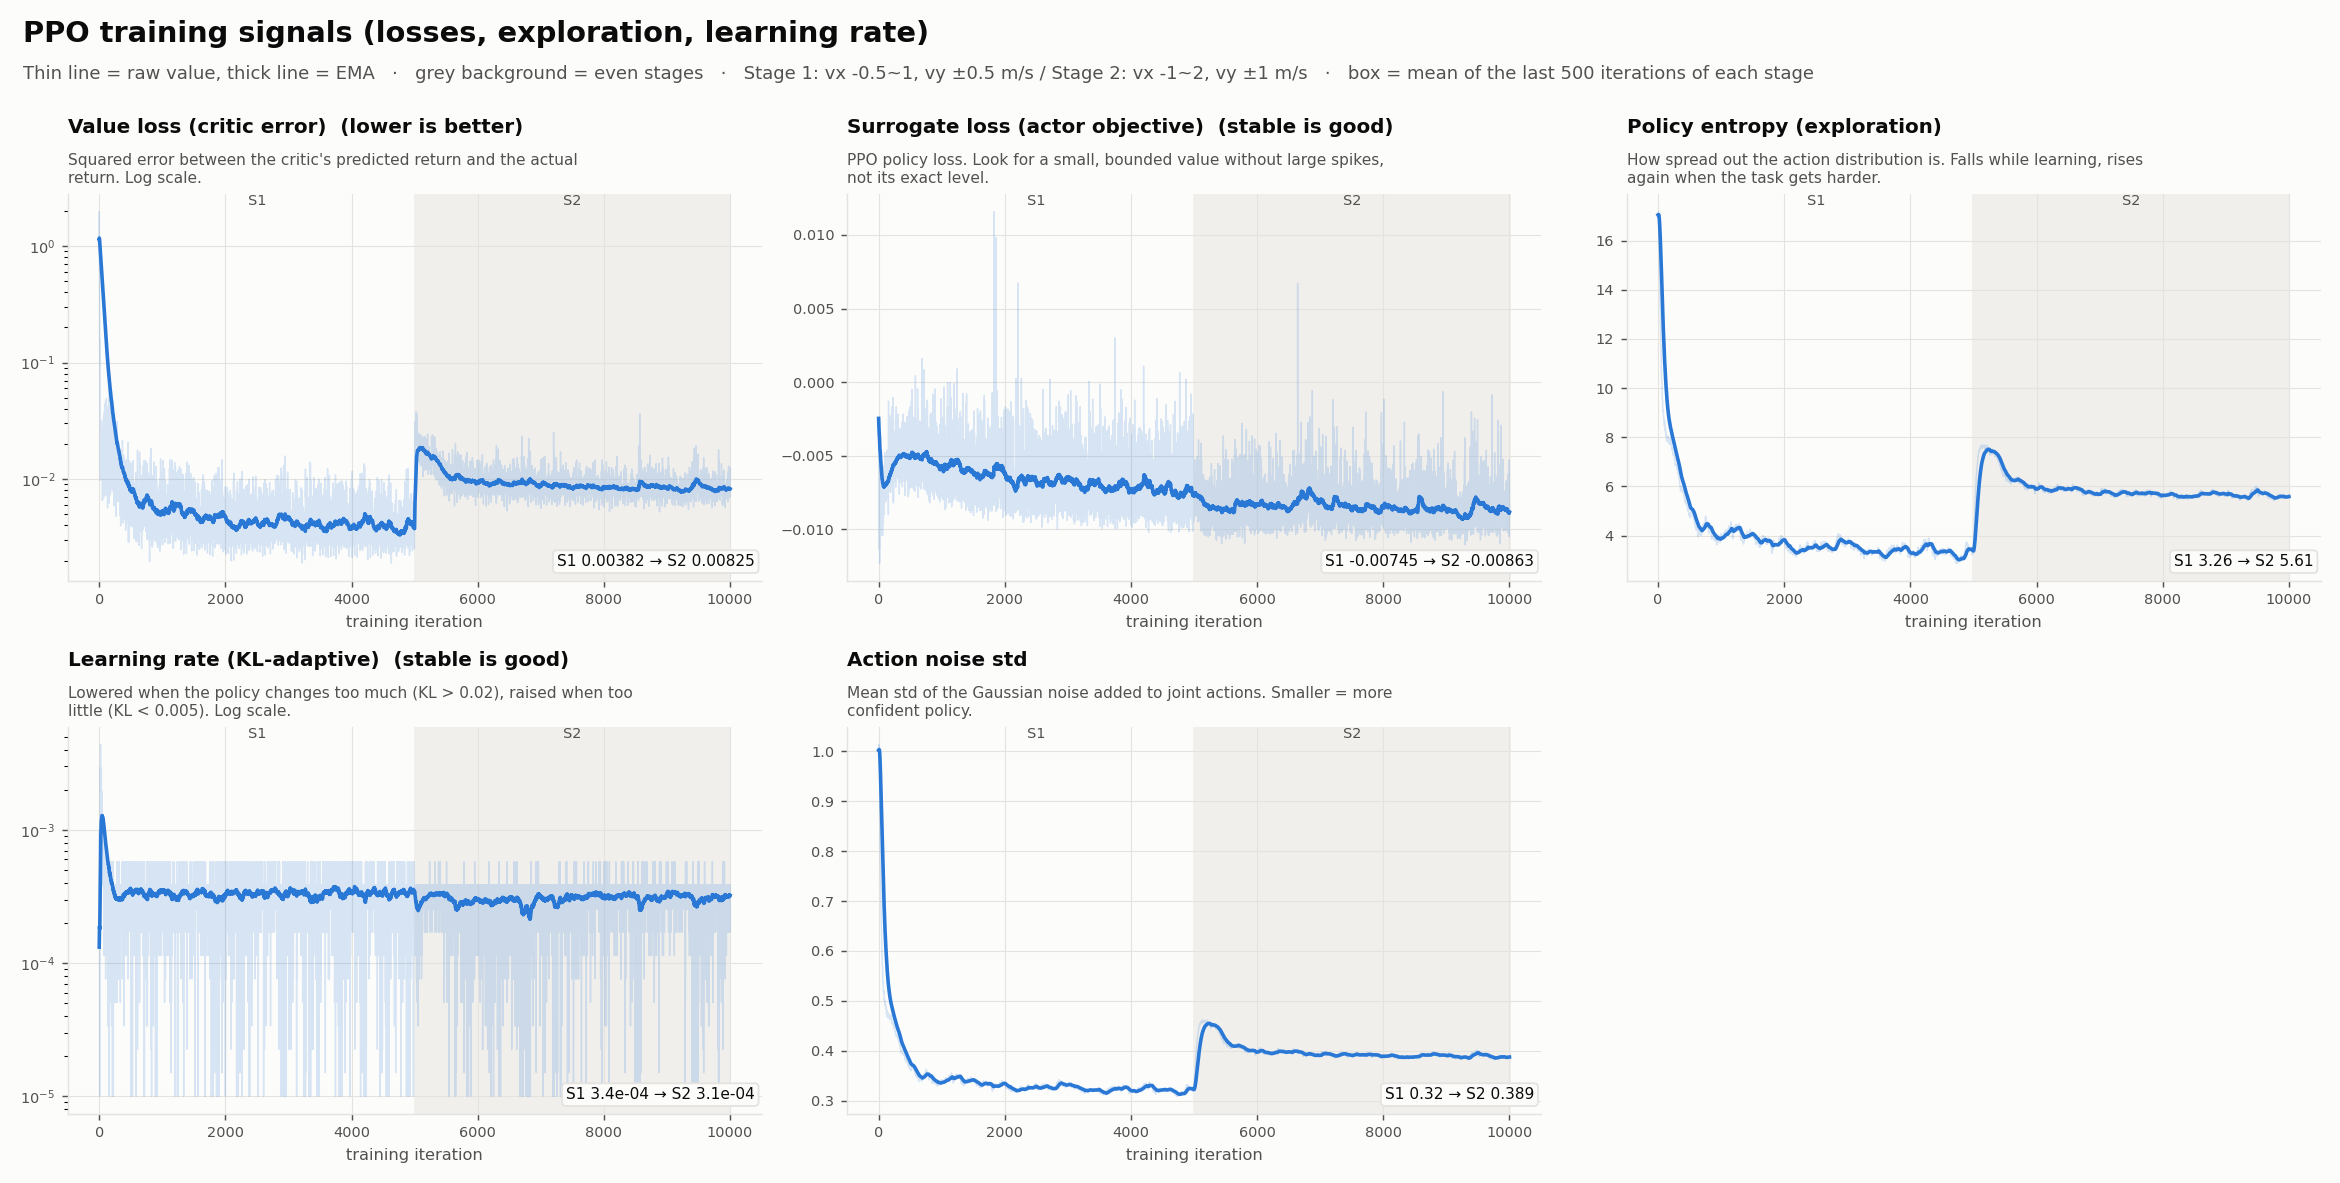 PPO training signals (losses, exploration, learning rate)
Thin line = raw value, thick line = EMA · grey background = even stages · Stage 1: vx -0.5~1, vy ±0.5 m/s / Stage 2: vx -1~2, vy ±1 m/s · box = mean of the last 500 iterations of each stage
Value loss (critic error) (lower is better)
Squared error between the critic's predicted return and the actual
return. Log scale.
S1 S2
10⁰
10⁻¹
10⁻²
S1 0.00382 → S2 0.00825
0 2000 4000 6000 8000 10000
training iteration
Surrogate loss (actor objective) (stable is good)
PPO policy loss. Look for a small, bounded value without large spikes,
not its exact level.
S1 S2
0.010
0.005
0.000
−0.005
−0.010
S1 -0.00745 → S2 -0.00863
0 2000 4000 6000 8000 10000
training iteration
Policy entropy (exploration)
How spread out the action distribution is. Falls while learning, rises
again when the task gets harder.
S1 S2
16
14
12
10
8
6
4
S1 3.26 → S2 5.61
0 2000 4000 6000 8000 10000
training iteration
Learning rate (KL-adaptive) (stable is good)
Lowered when the policy changes too much (KL > 0.02), raised when too
little (KL < 0.005). Log scale.
S1 S2
10⁻³
10⁻⁴
10⁻⁵
S1 3.4e-04 → S2 3.1e-04
0 2000 4000 6000 8000 10000
training iteration
Action noise std
Mean std of the Gaussian noise added to joint actions. Smaller = more
confident policy.
S1 S2
1.0
0.9
0.8
0.7
0.6
0.5
0.4
0.3
S1 0.32 → S2 0.389
0 2000 4000 6000 8000 10000
training iteration